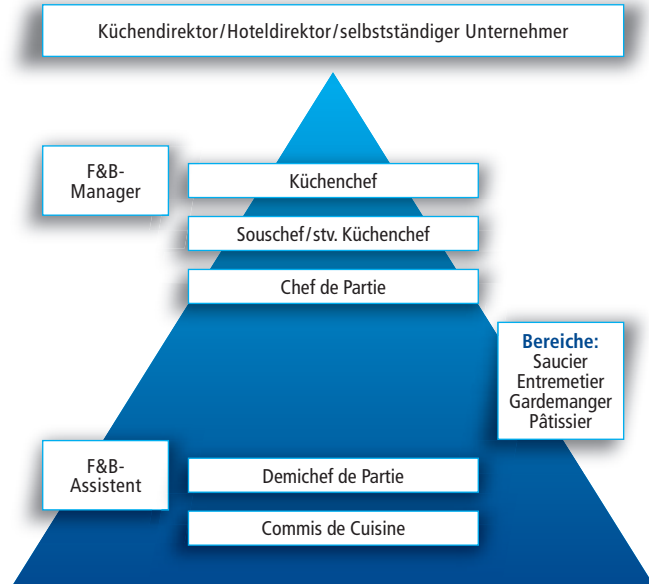 Küchendirektor/Hoteldirektor/selbstständiger Unternehmer
F&B-
Manager
Küchenchef
Souschef/stv. Küchenchef
Chef de Partie
Bereiche:
Saucier
Entremetier
Gardemanger
Pâtissier
F&B-
Assistent
Demichef de Partie
Commis de Cuisine